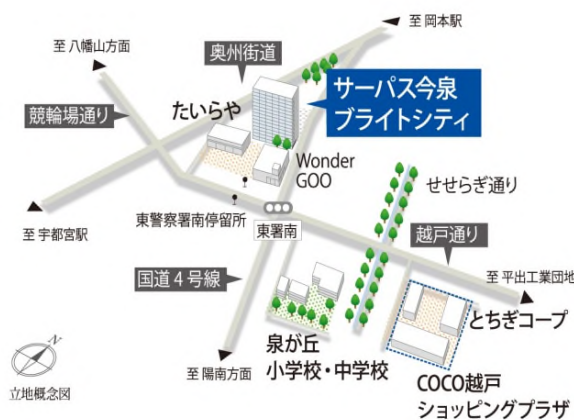 至 岡本駅
至 八幡山方面
奥州街道
サーパス今泉
ブライトシティ
たいらや
競輪場通り
Wonder
GOO
せせらぎ通り
東警察署南停留所
東署南
越戸通り
至 宇都宮駅
国道4号線
至 平出工業団地
とちぎコープ
泉が丘
小学校・中学校
至 陽南方面
COCO越戸
ショッピングプラザ
N
立地概念図